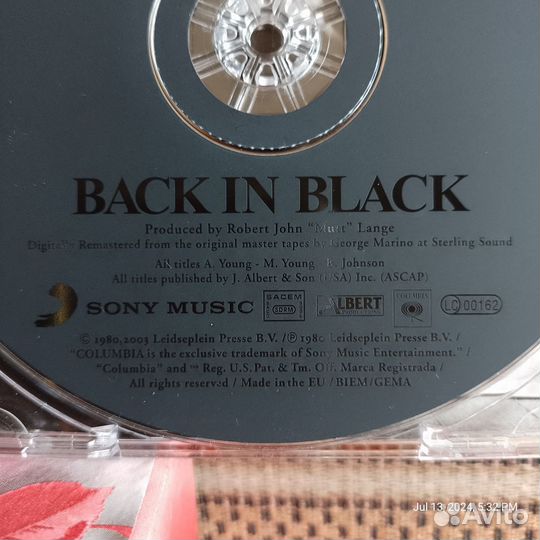 BACK IN BLACK
Produced by Robert John "Mutt" Lange
Digitally Remastered from the original master tapes by George Marino at Sterling Sound
All titles A. Young - M. Young - B. Johnson
All titles published by J. Albert & Son (USA) Inc. (ASCAP)
SONY MUSIC
SACEM
SDRM
ALBERT
PRODUCTIONS
COLUMBIA
LC 00162
© 1980, 2003 Leidseplein Presse B.V. / ℗ 1980 Leidseplein Presse B.V. /
"COLUMBIA is the exclusive trademark of Sony Music Entertainment." /
"Columbia" and ™ Reg. U.S. Pat. & Tm. Off. Marca Registrada /
All rights reserved / Made in the EU / BIEM/GEMA
Jul 13, 2024, 5:32 PM
Avito